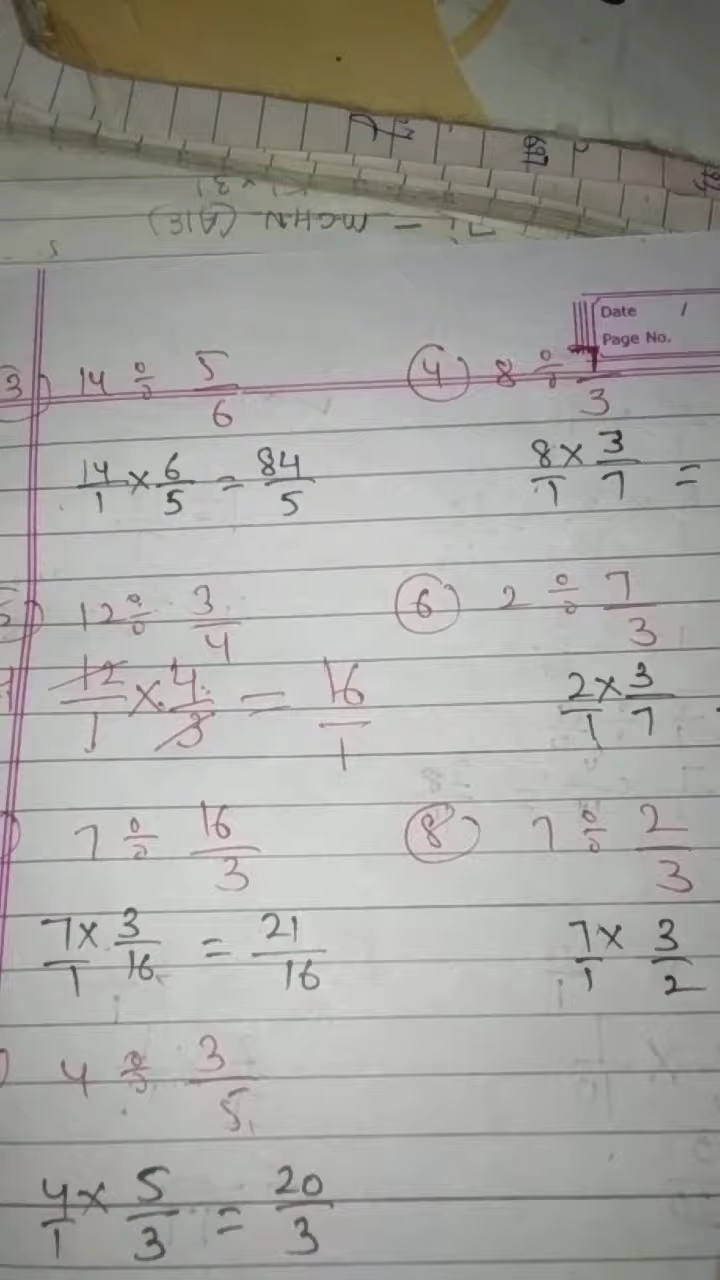 7. - MCHN (AIE)
Date
Page No.
3) 14 ÷ 5/6
(4) 8 ÷ 7/3
14/1 × 6/5 = 84/5
8/1 × 3/7 =
12 ÷ 3/4
(6) 2 ÷ 7/3
12/1 × 4/3 = 16/1
2/1 × 3/7
7 ÷ 16/3
(8) 7 ÷ 2/3
7/1 × 3/16 = 21/16
7/1 × 3/2
4 ÷ 3/5
4/1 × 5/3 = 20/3